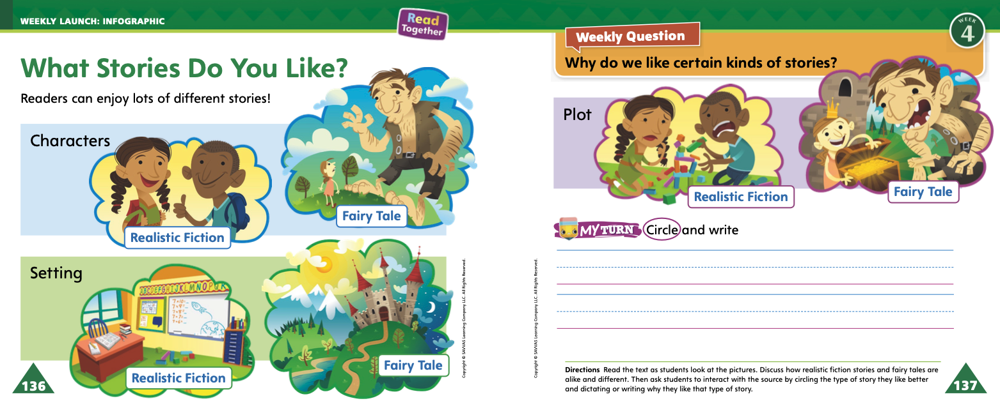 WEEKLY LAUNCH: INFOGRAPHIC
Read
Together
What Stories Do You Like?
Readers can enjoy lots of different stories!
Characters
Realistic Fiction
Fairy Tale
Setting
ABCDEFGHIJKLMNOPQR
Realistic Fiction
Fairy Tale
136
Copyright © SAVVAS Learning Company LLC. All Rights Reserved.
WEEK
4
Weekly Question
Why do we like certain kinds of stories?
Plot
Realistic Fiction
Fairy Tale
MY TURN Circle and write
Copyright © SAVVAS Learning Company LLC. All Rights Reserved.
Directions Read the text as students look at the pictures. Discuss how realistic fiction stories and fairy tales are
alike and different. Then ask students to interact with the source by circling the type of story they like better
and dictating or writing why they like that type of story.
137